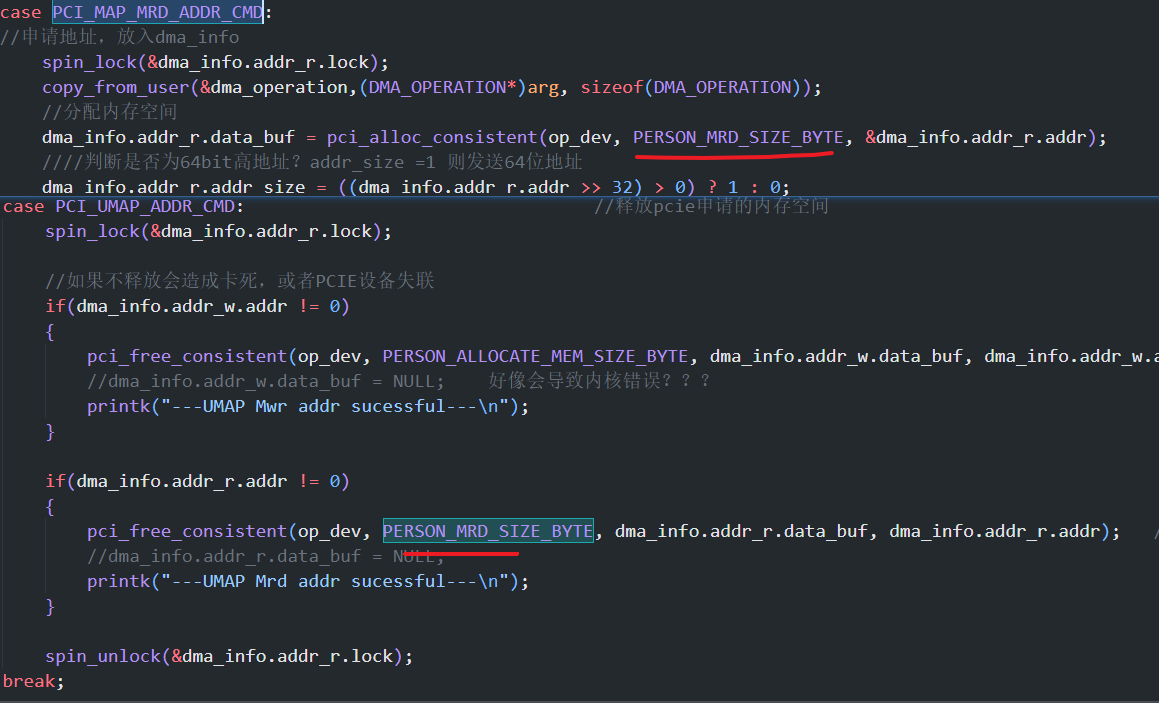 case PCI_MAP_MRD_ADDR_CMD:
//申请地址，放入dma_info
spin_lock(&dma_info.addr_r.lock);
copy_from_user(&dma_operation,(DMA_OPERATION*)arg, sizeof(DMA_OPERATION));
//分配内存空间
dma_info.addr_r.data_buf = pci_alloc_consistent(op_dev, PERSON_MRD_SIZE_BYTE, &dma_info.addr_r.addr);
////判断是否为64bit高地址？addr_size =1 则发送64位地址
dma_info.addr_r.addr_size = ((dma_info.addr_r.addr >> 32) > 0) ? 1 : 0;
case PCI_UMAP_ADDR_CMD: //释放pcie申请的内存空间
spin_lock(&dma_info.addr_r.lock);
//如果不释放会造成卡死，或者PCIE设备失联
if(dma_info.addr_w.addr != 0)
{
pci_free_consistent(op_dev, PERSON_ALLOCATE_MEM_SIZE_BYTE, dma_info.addr_w.data_buf, dma_info.addr_w.a
//dma_info.addr_w.data_buf = NULL; 好像会导致内核错误？？？
printk("---UMAP Mwr addr sucessful---\n");
}
if(dma_info.addr_r.addr != 0)
{
pci_free_consistent(op_dev, PERSON_MRD_SIZE_BYTE, dma_info.addr_r.data_buf, dma_info.addr_r.addr); /
//dma_info.addr_r.data_buf = NULL;
printk("---UMAP Mrd addr sucessful---\n");
}
spin_unlock(&dma_info.addr_r.lock);
break;